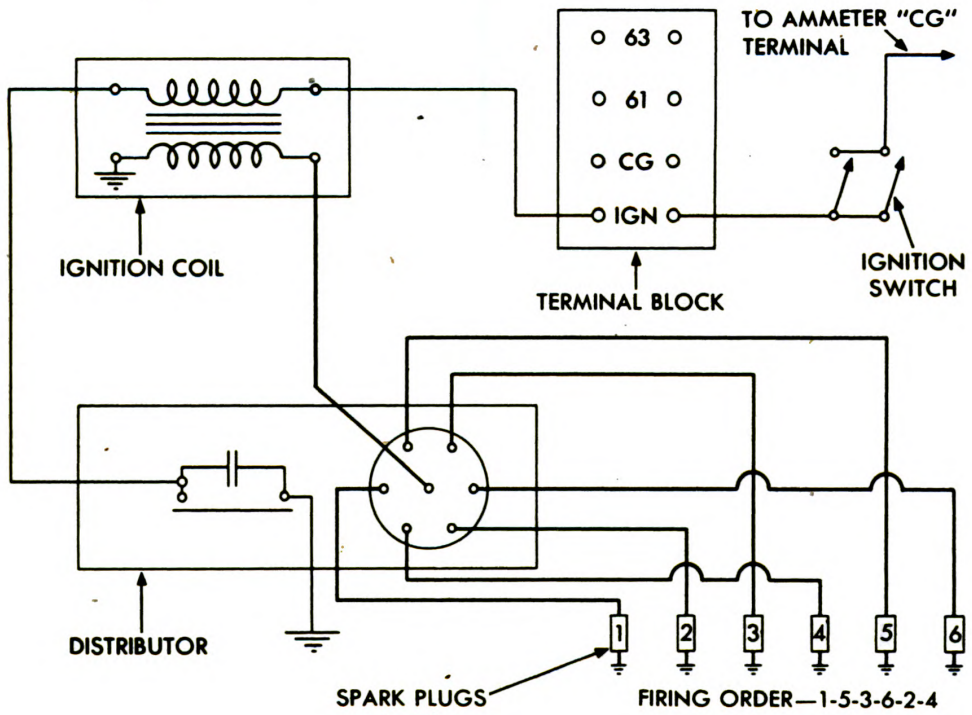 TO AMMETER "CG"
TERMINAL
63
61
CG
IGN
IGNITION COIL
IGNITION
SWITCH
TERMINAL BLOCK
1
2
3
4
5
6
DISTRIBUTOR
SPARK PLUGS
FIRING ORDER—1-5-3-6-2-4